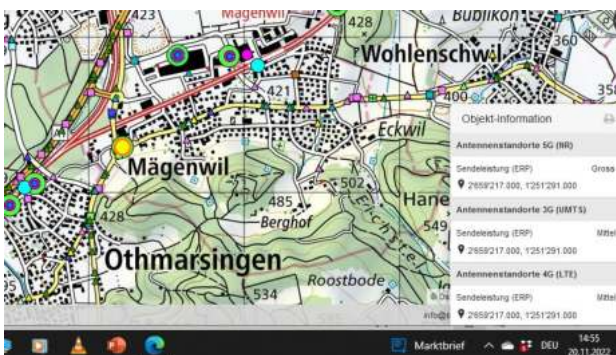 423
Mägenwil
428
Bublikon
360
Wohlenschwil
358
421
400
Eckwil
Mägenwil
502
Hane
485
Berghof
549
428
Othmarsingen
Roostbode
534
Objekt-Information
Antennenstandorte 5G (NR)
Sendeleistung (ERP) Gross
2'659'217.000, 1'251'291.000
Antennenstandorte 3G (UMTS)
Sendeleistung (ERP) Mittel
2'659'217.000, 1'251'291.000
Antennenstandorte 4G (LTE)
Sendeleistung (ERP) Mittel
2'659'217.000, 1'251'291.000
Marktbrief
DEU
14:55
20.11.2022